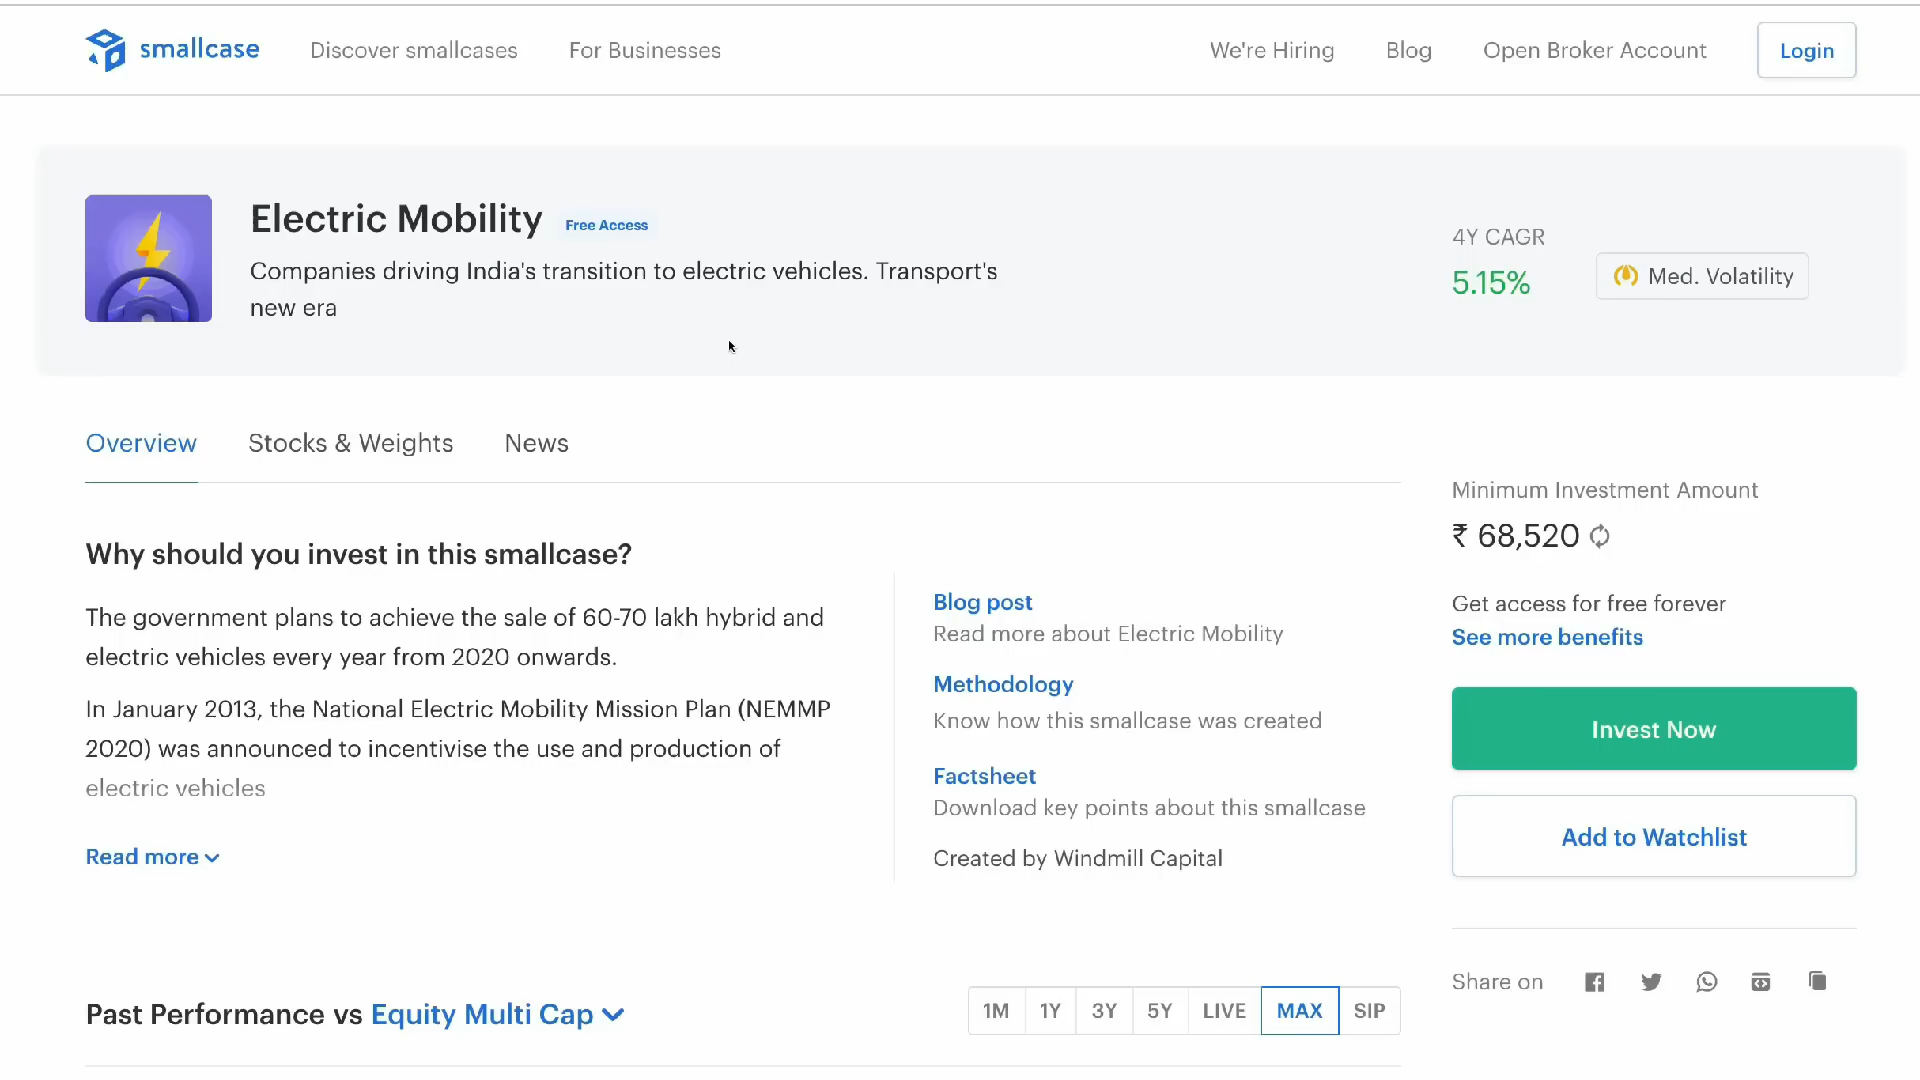 smallcase
Discover smallcases
For Businesses
We're Hiring
Blog
Open Broker Account
Login
Electric Mobility
Free Access
Companies driving India's transition to electric vehicles. Transport's
new era
4Y CAGR
5.15%
Med. Volatility
Overview
Stocks & Weights
News
Why should you invest in this smallcase?
The government plans to achieve the sale of 60-70 lakh hybrid and
electric vehicles every year from 2020 onwards.
In January 2013, the National Electric Mobility Mission Plan (NEMMP
2020) was announced to incentivise the use and production of
electric vehicles
Read more
Blog post
Read more about Electric Mobility
Methodology
Know how this smallcase was created
Factsheet
Download key points about this smallcase
Created by Windmill Capital
Minimum Investment Amount
₹ 68,520
Get access for free forever
See more benefits
Invest Now
Add to Watchlist
Share on
Past Performance vs Equity Multi Cap
1M
1Y
3Y
5Y
LIVE
MAX
SIP